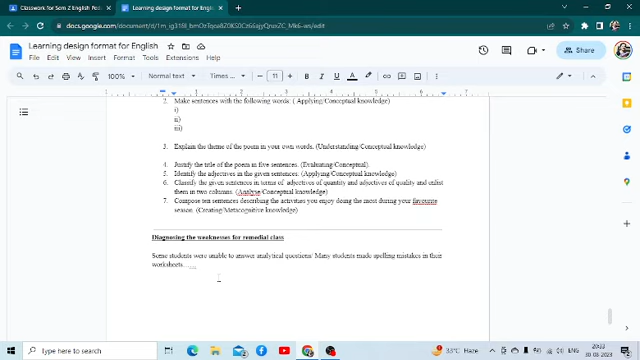 Classwork for Sem 2 English Peda
Learning design format for Engli
docs.google.com/document/d/
Learning design format for English
File Edit View Insert Format Tools Extensions Help
Share
100%
Normal text
Times ...
11
2. Make sentences with the following words: ( Applying/Conceptual knowledge)
i)
ii)
iii)
3. Explain the theme of the poem in your own words. (Understanding/Conceptual knowledge)
4. Justify the title of the poem in five sentences. (Evaluating/Conceptual).
5. Identify the adjectives in the given sentences. (Applying/Conceptual knowledge)
6. Classify the given sentences in terms of adjectives of quantity and adjectives of quality and enlist
them in two columns. (Analyse/Conceptual knowledge)
7. Compose ten sentences describing the activities you enjoy doing the most during your favourite
season. (Creating/Metacognitive knowledge)
Diagnosing the weaknesses for remedial class
Some students were unable to answer analytical questions/ Many students made spelling mistakes in their
worksheets.....
Type here to search
33°C Haze
ENG
20:22
30-08-2023